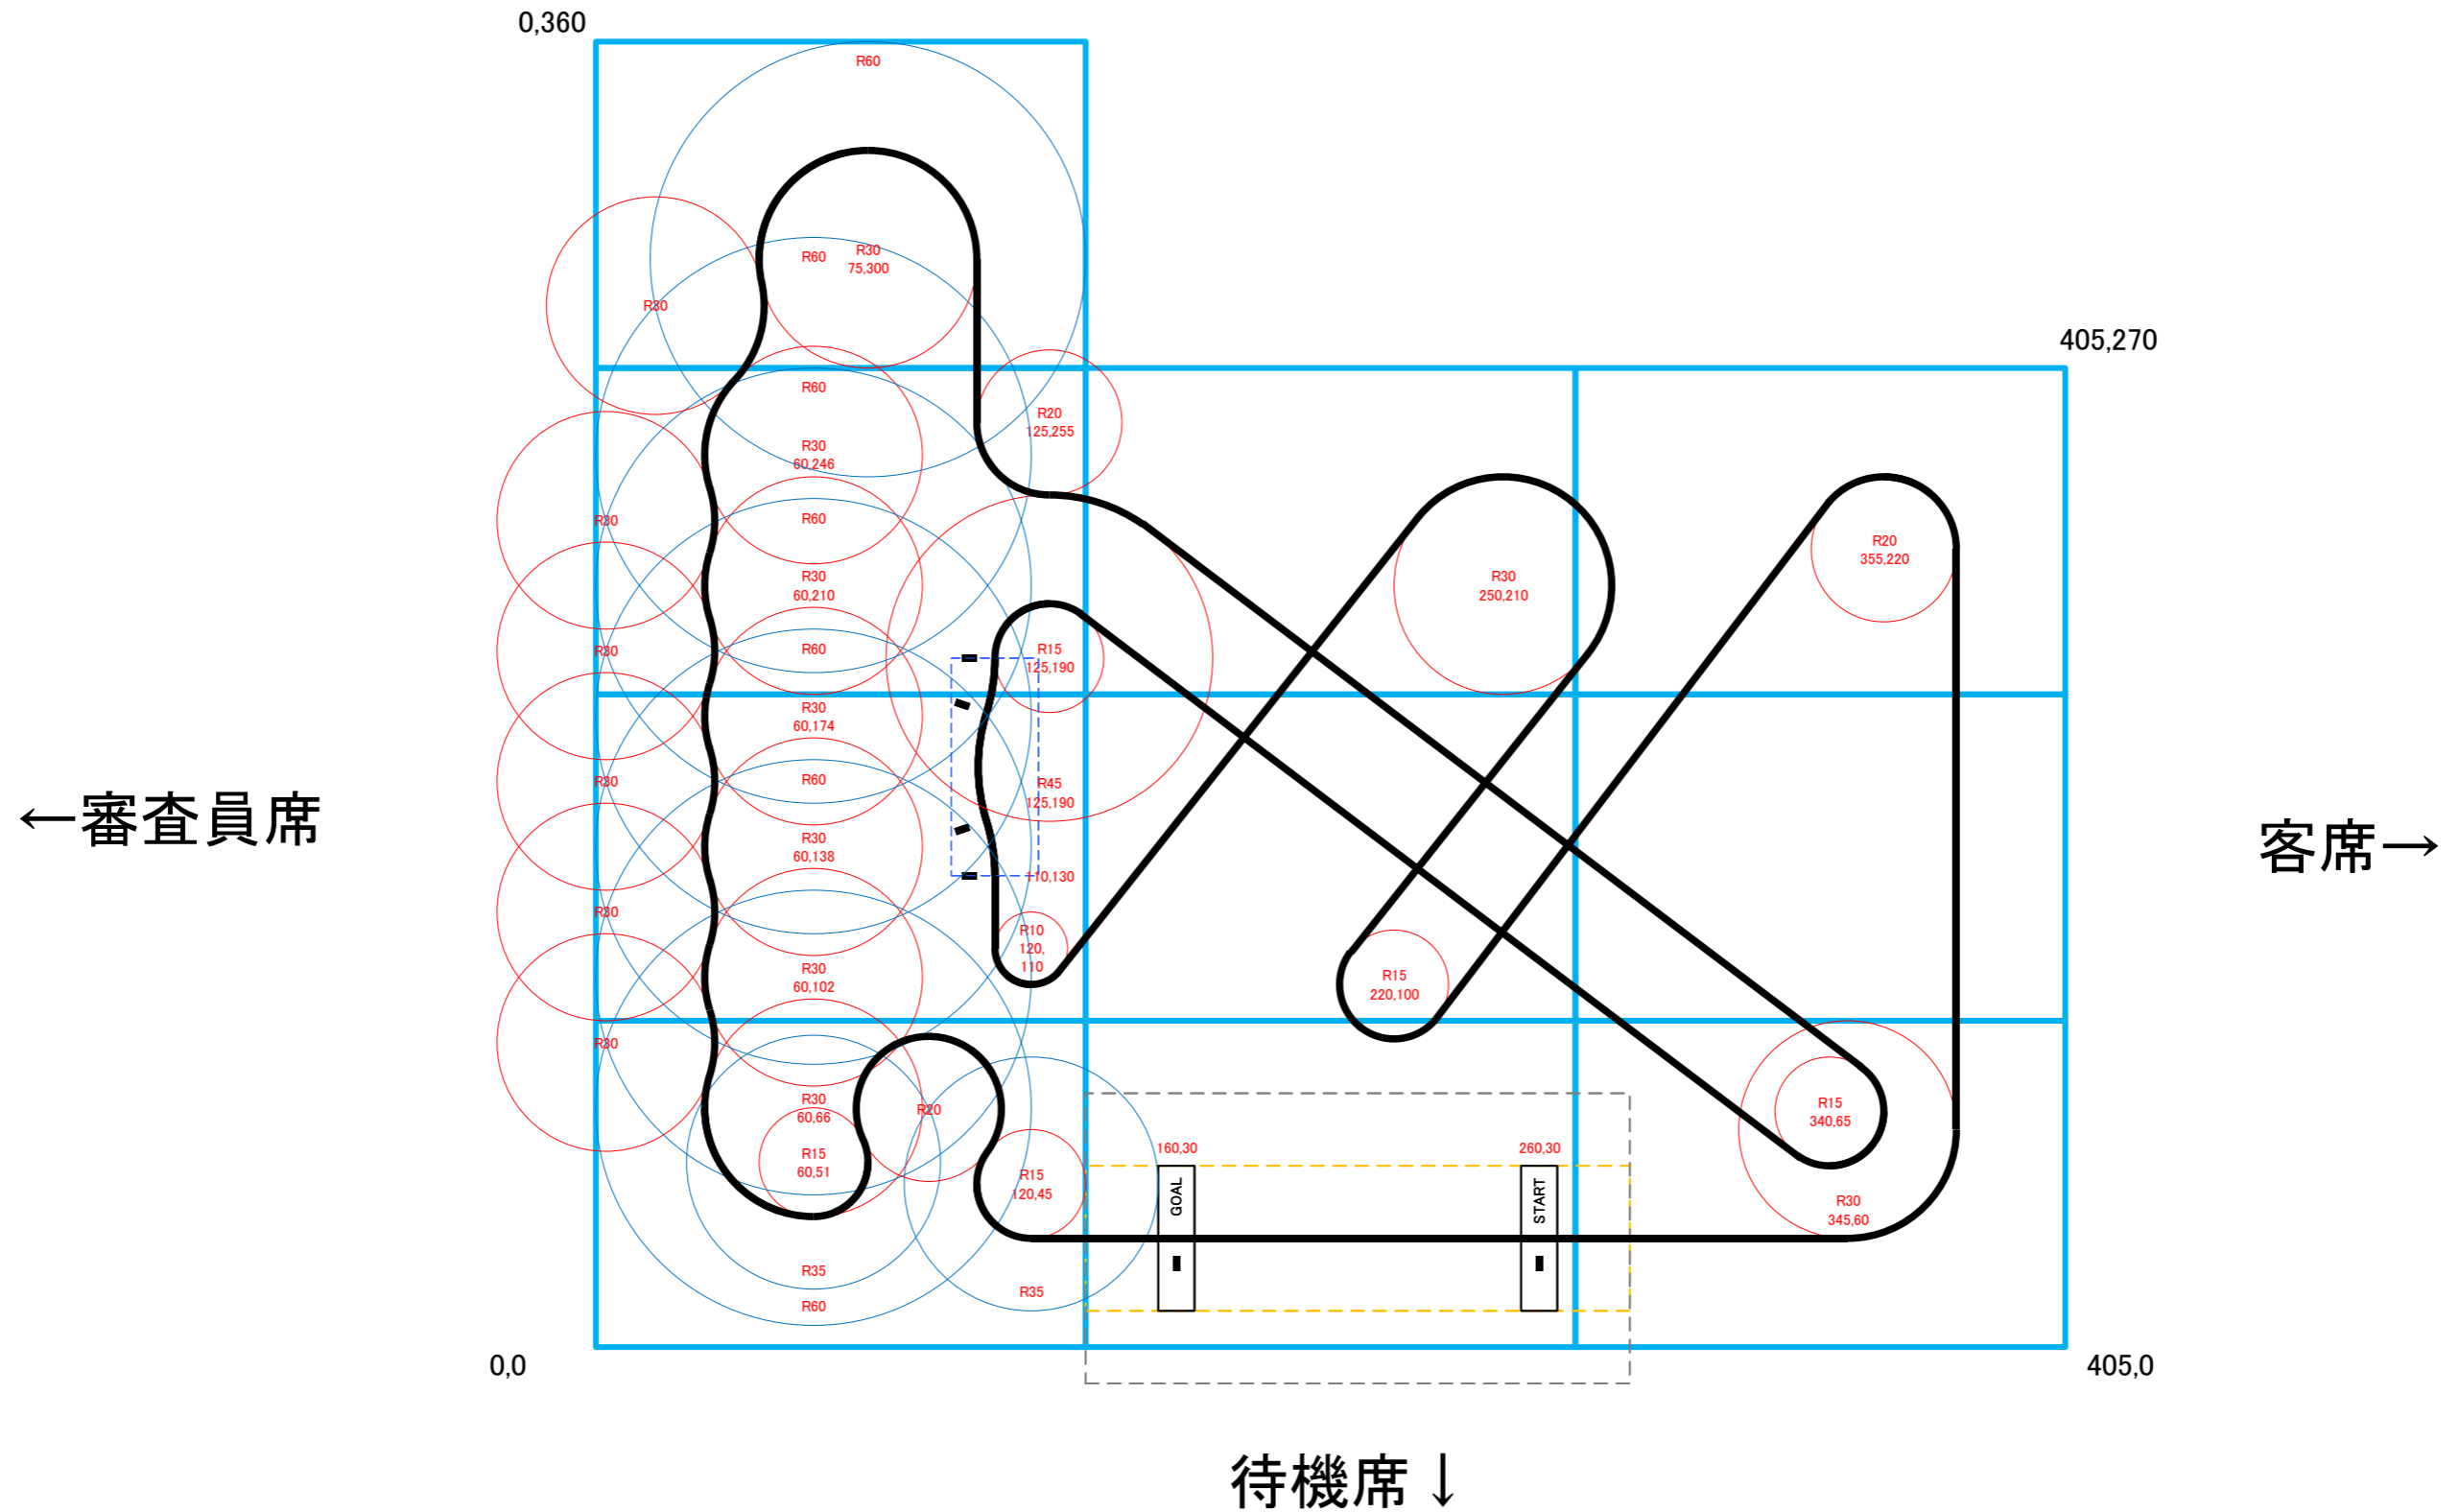 0,360
R60
R30
75,300
R60
R30
405,270
R60
R20
125,255
R30
60,246
R30
R60
R20
355,220
R30
60,210
R30
250,210
R30
R60
R15
125,190
R30
60,174
R30
R60
R45
125,190
←審査員席
客席→
R30
60,138
110,130
R30
R10
120,
110
R30
60,102
R15
220,100
R30
R30
60,66
R20
R15
340,65
R15
60,51
160,30
260,30
R15
120,45
GOAL
START
R30
345,60
R35
R35
R60
0,0
405,0
待機席↓